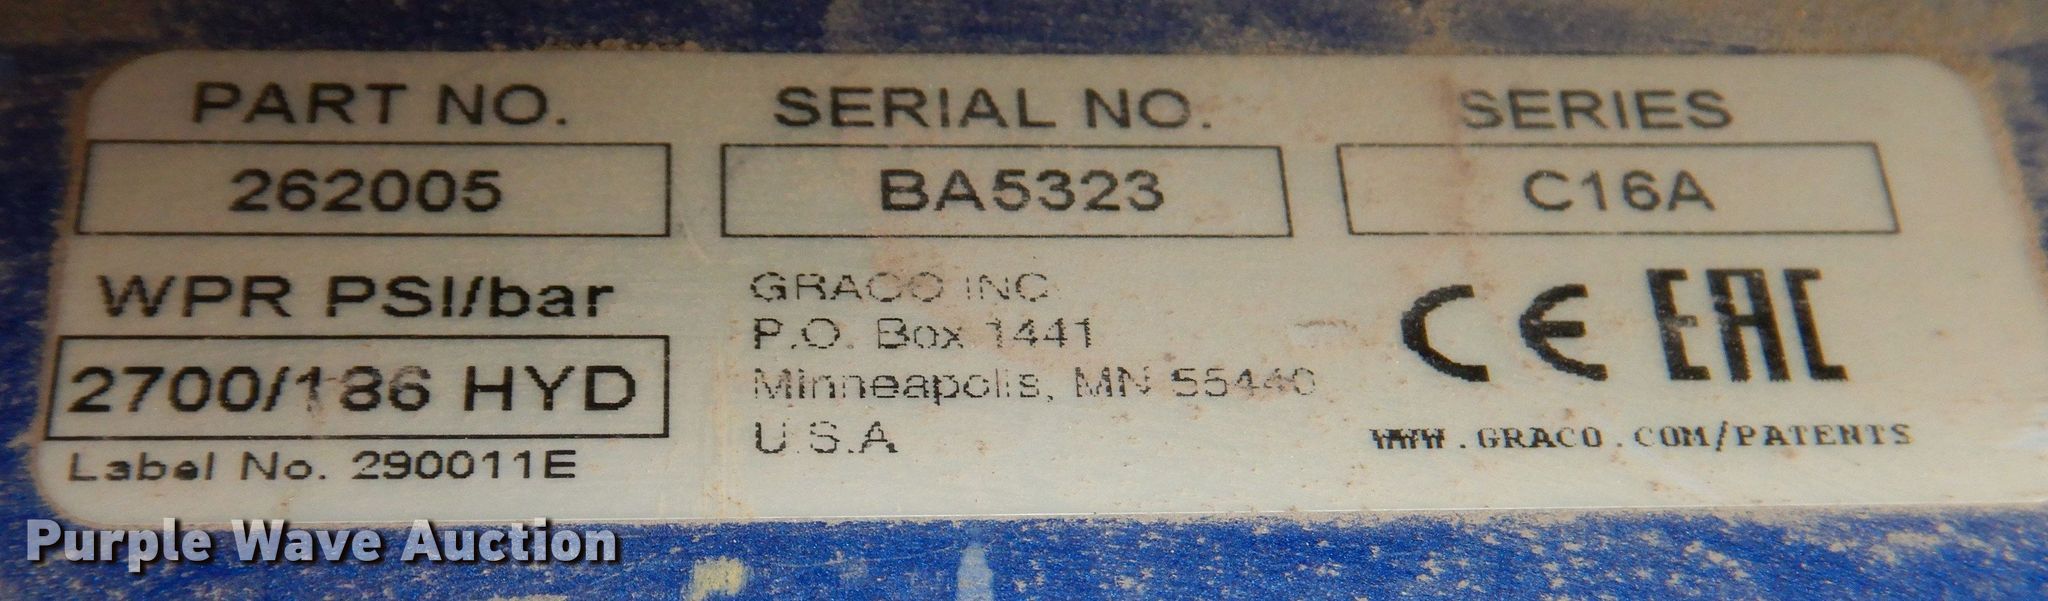 PART NO. SERIAL NO. SERIES
262005 BA5323 C16A
WPR PSI/bar
2700/186 HYD
Label No. 290011E
GRACO INC.
P.O. Box 1441
Minneapolis, MN 55440
U.S.A
CE EAC
WWW.GRACO.COM/PATENTS
Purple Wave Auction